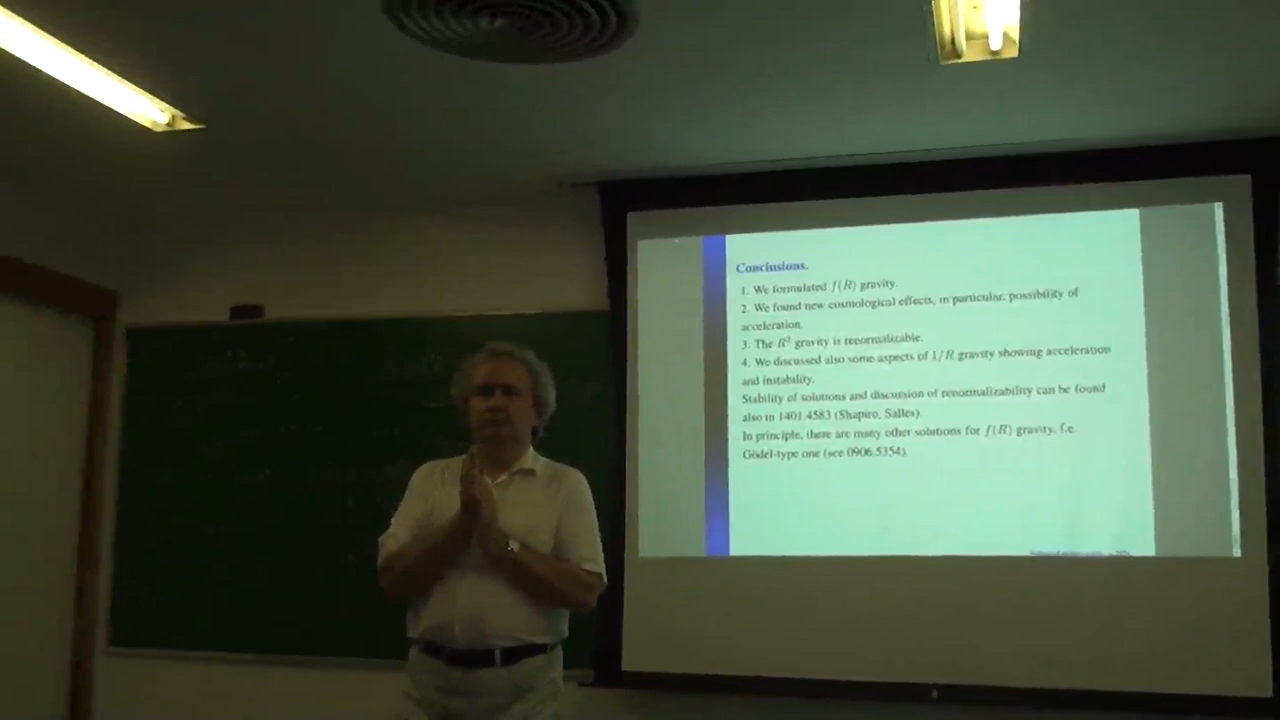 Conclusions.
1. We formulated f(R) gravity.
2. We found new cosmological effects, in particular, possibility of
acceleration.
3. The R² gravity is renormalizable.
4. We discussed also some aspects of 1/R gravity showing acceleration
and instability.
Stability of solutions and discussion of renormalizability can be found
also in 1401.4583 (Shapiro, Salles).
In principle, there are many other solutions for f(R) gravity, f.e.
Gödel-type one (see 0906.5354).